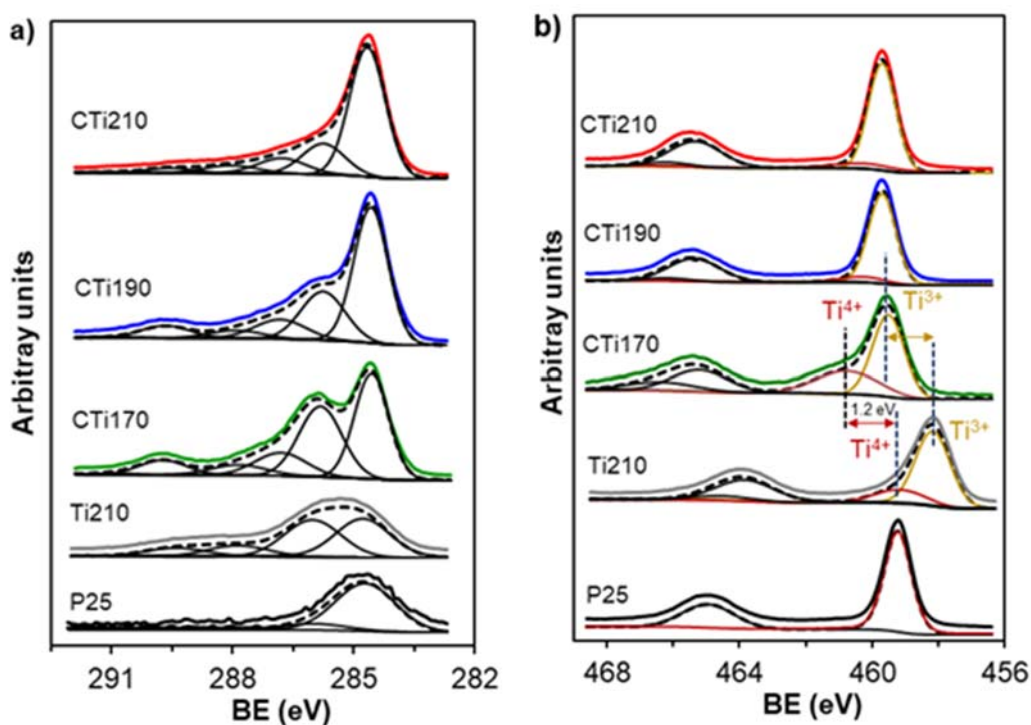 a)
Arbitray units
CTi210
CTi190
CTi170
Ti210
P25
291 288 285 282
BE (eV)
b)
Arbitray units
CTi210
CTi190
Ti⁴⁺ Ti³⁺
CTi170
1.2 eV
Ti⁴⁺ Ti³⁺
Ti210
P25
468 464 460 456
BE (eV)